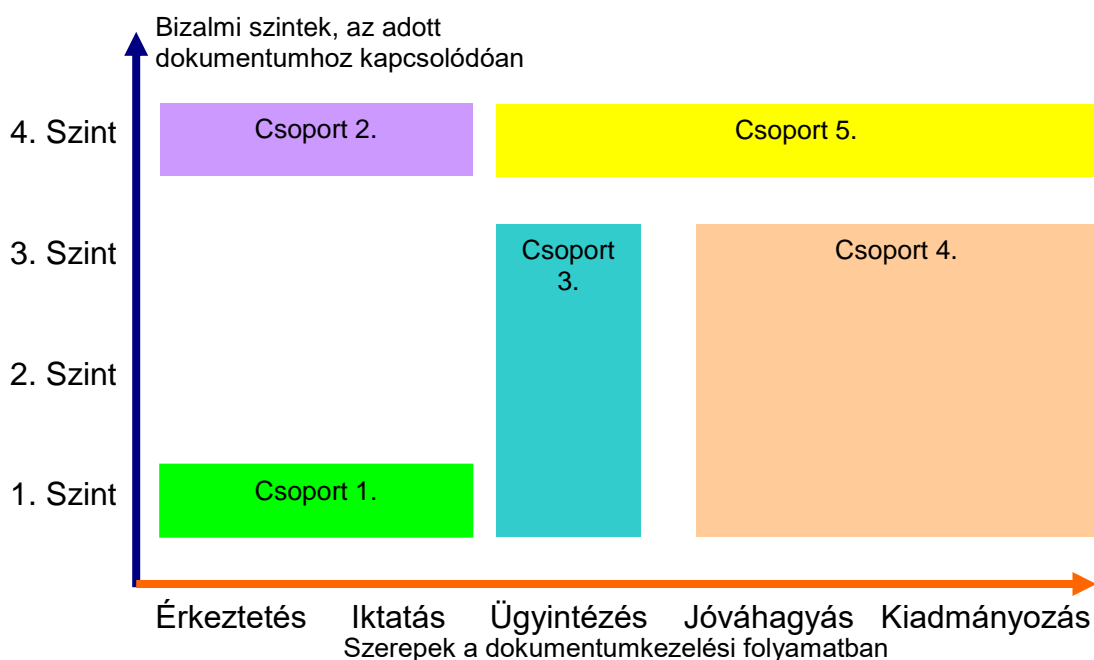 Bizalmi szintek, az adott
dokumentumhoz kapcsolódóan
4. Szint
Csoport 2.
Csoport 5.
3. Szint
Csoport
3.
Csoport 4.
2. Szint
1. Szint
Csoport 1.
Érkeztetés Iktatás Ügyintézés Jóváhagyás Kiadmányozás
Szerepek a dokumentumkezelési folyamatban